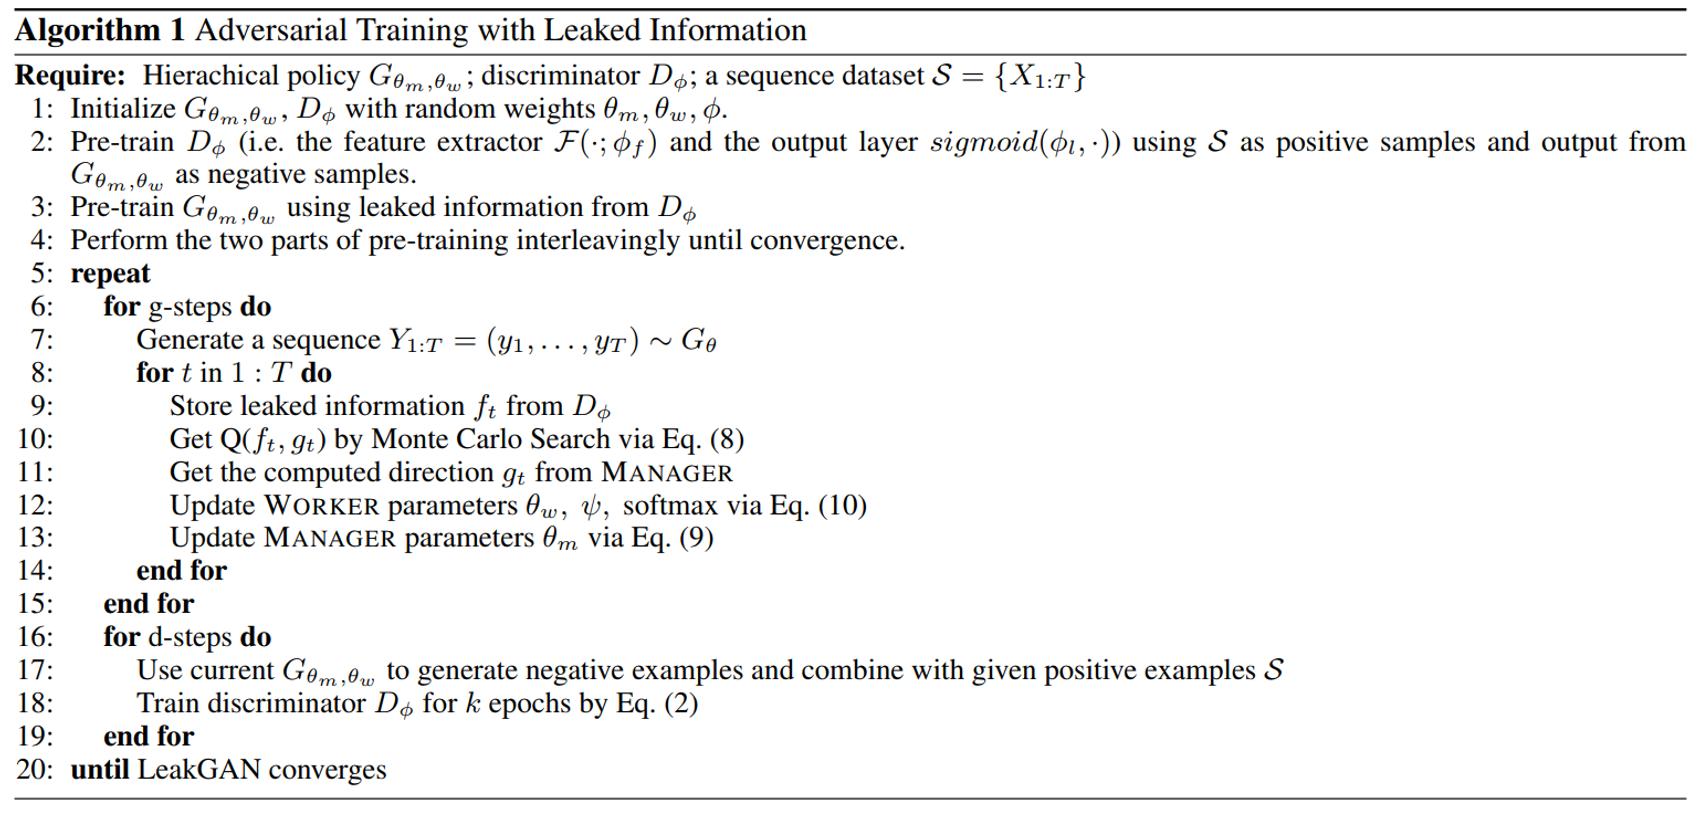 Algorithm 1 Adversarial Training with Leaked Information
Require: Hierachical policy $G_{\theta_m,\theta_w}$; discriminator $D_\phi$; a sequence dataset $\mathcal{S} = \{X_{1:T}\}$
1: Initialize $G_{\theta_m,\theta_w}$, $D_\phi$ with random weights $\theta_m, \theta_w, \phi$.
2: Pre-train $D_\phi$ (i.e. the feature extractor $\mathcal{F}(\cdot; \phi_f)$ and the output layer $sigmoid(\phi_l, \cdot)$) using $\mathcal{S}$ as positive samples and output from
$G_{\theta_m,\theta_w}$ as negative samples.
3: Pre-train $G_{\theta_m,\theta_w}$ using leaked information from $D_\phi$
4: Perform the two parts of pre-training interleavingly until convergence.
5: repeat
6: for g-steps do
7: Generate a sequence $Y_{1:T} = (y_1, \ldots, y_T) \sim G_\theta$
8: for $t$ in $1 : T$ do
9: Store leaked information $f_t$ from $D_\phi$
10: Get Q($f_t, g_t$) by Monte Carlo Search via Eq. (8)
11: Get the computed direction $g_t$ from MANAGER
12: Update WORKER parameters $\theta_w$, $\psi$, softmax via Eq. (10)
13: Update MANAGER parameters $\theta_m$ via Eq. (9)
14: end for
15: end for
16: for d-steps do
17: Use current $G_{\theta_m,\theta_w}$ to generate negative examples and combine with given positive examples $\mathcal{S}$
18: Train discriminator $D_\phi$ for $k$ epochs by Eq. (2)
19: end for
20: until LeakGAN converges